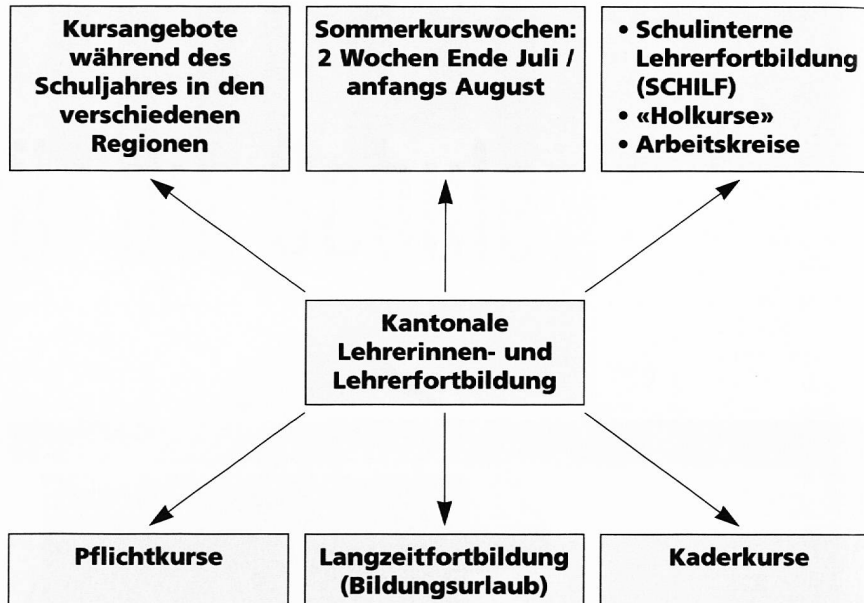 Kursangebote
während des
Schuljahres in den
verschiedenen
Regionen
Sommerkurswochen:
2 Wochen Ende Juli /
anfangs August
• Schulinterne
Lehrerfortbildung
(SCHILF)
• «Holkurse»
• Arbeitskreise
Kantonale
Lehrerinnen- und
Lehrerfortbildung
Pflichtkurse
Langzeitfortbildung
(Bildungsurlaub)
Kaderkurse